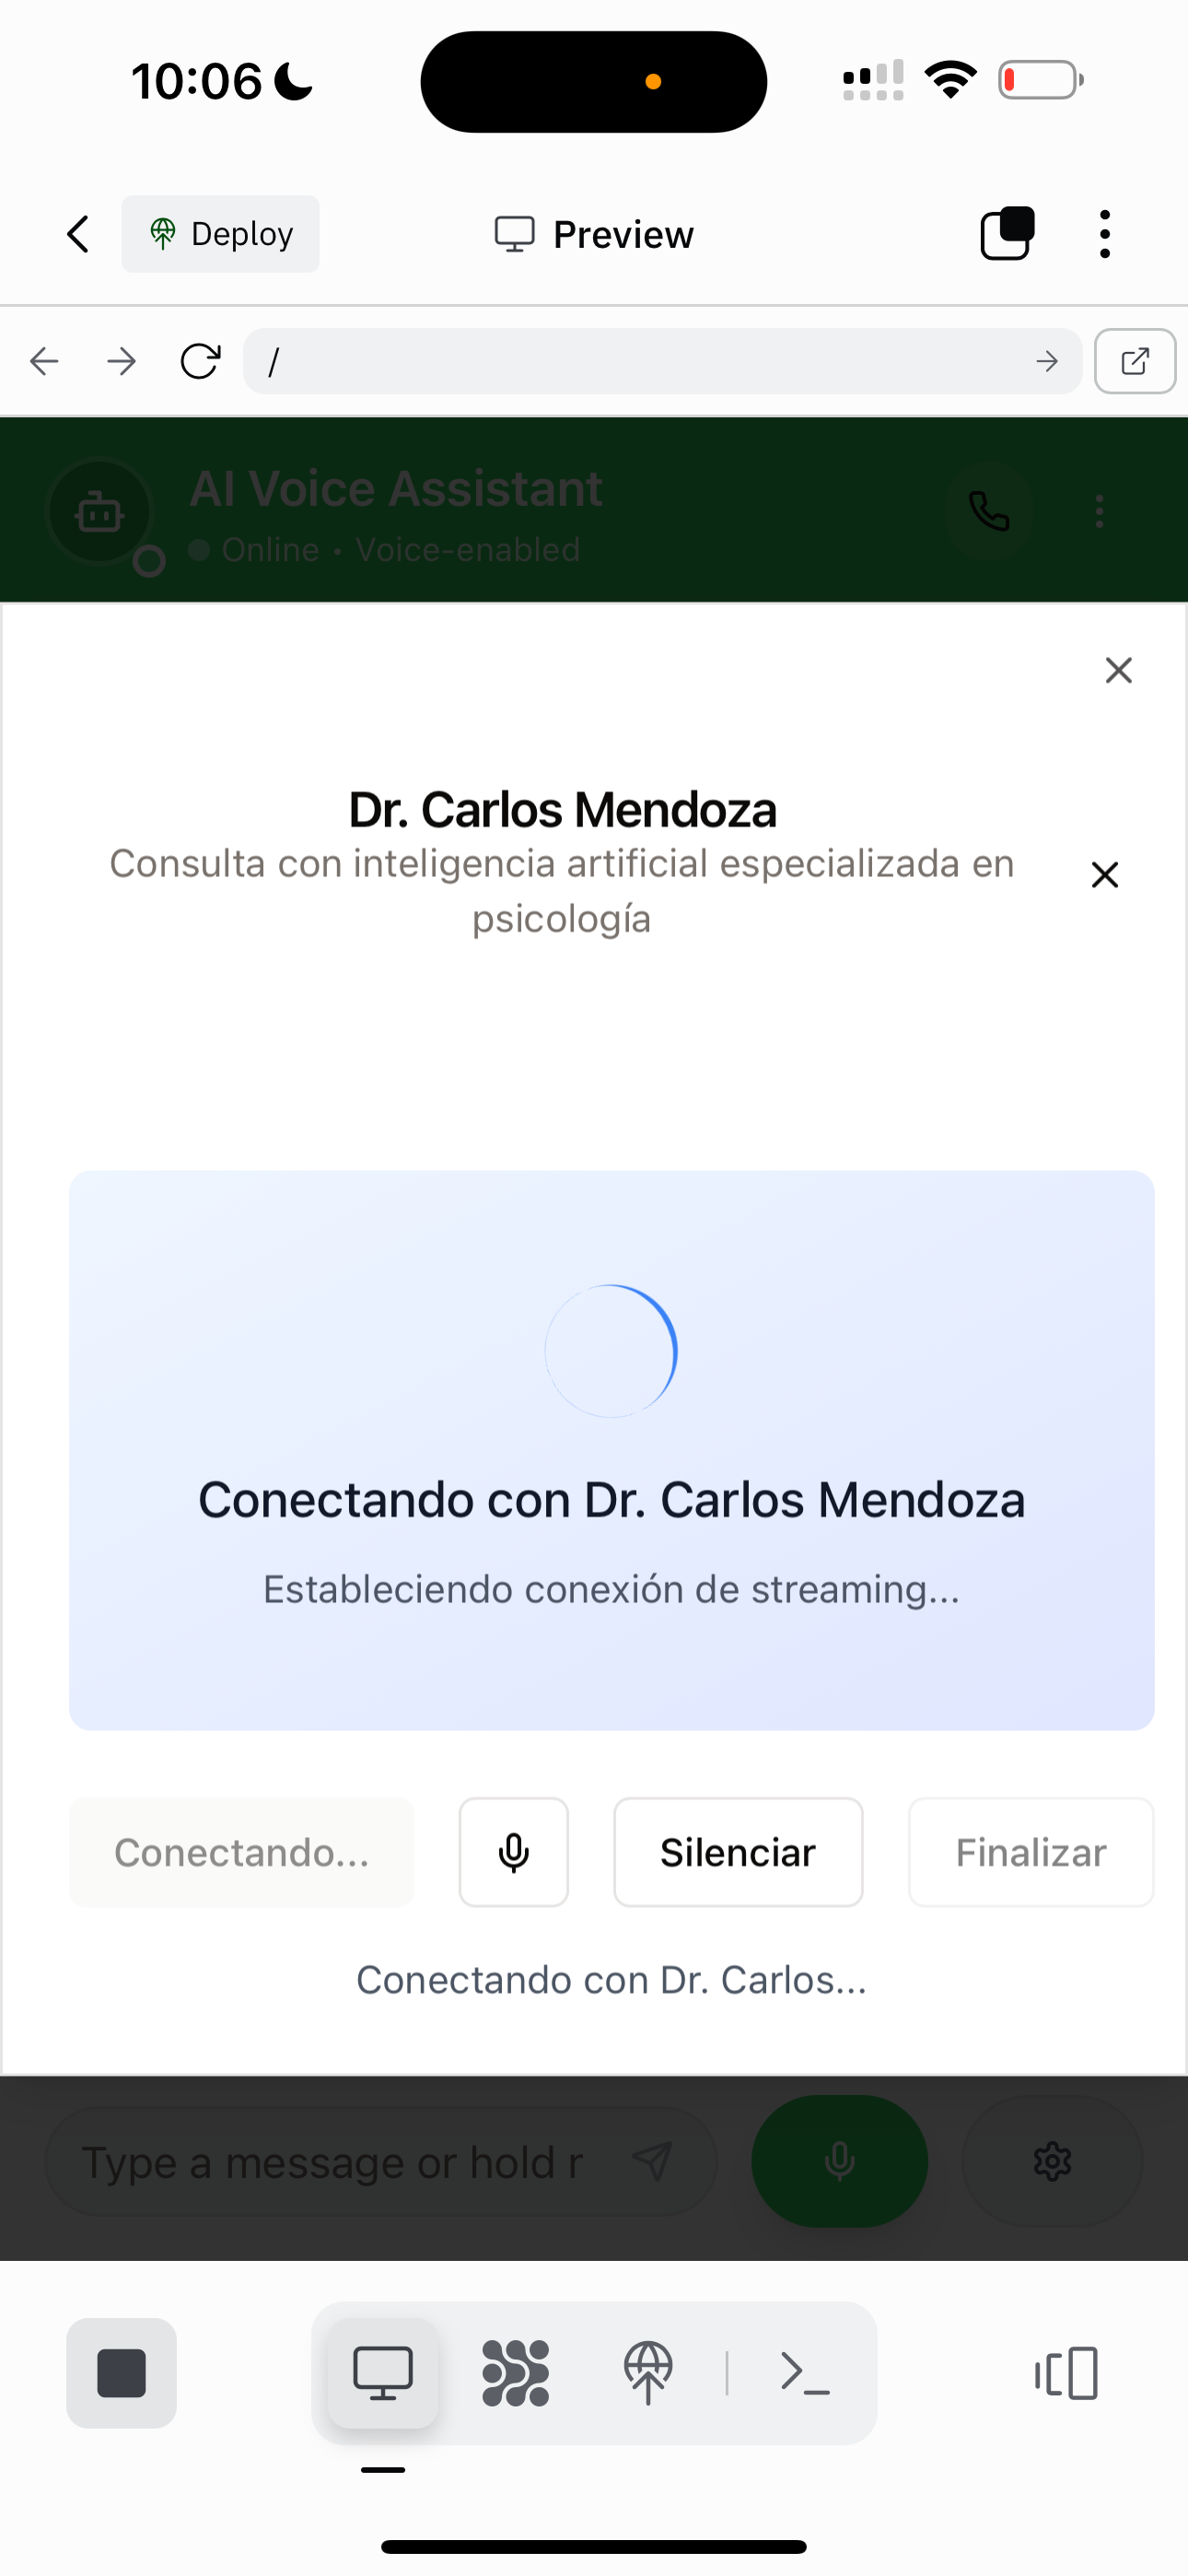 10:06
Deploy
Preview
/
AI Voice Assistant
Online • Voice-enabled
Dr. Carlos Mendoza
Consulta con inteligencia artificial especializada en
psicología
Conectando con Dr. Carlos Mendoza
Estableciendo conexión de streaming...
Conectando...
Silenciar
Finalizar
Conectando con Dr. Carlos...
Type a message or hold r